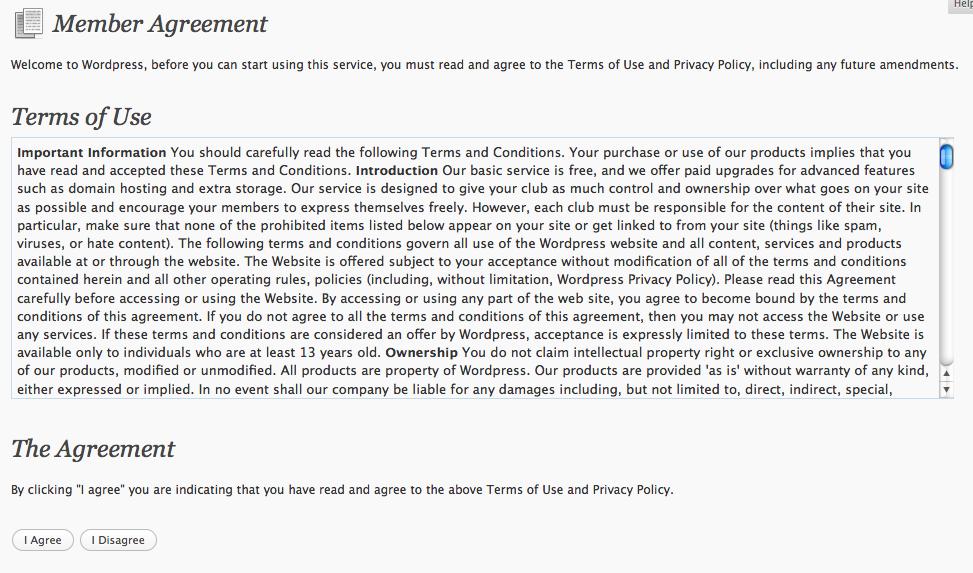 Help
Member Agreement
Welcome to Wordpress, before you can start using this service, you must read and agree to the Terms of Use and Privacy Policy, including any future amendments.
Terms of Use
Important Information You should carefully read the following Terms and Conditions. Your purchase or use of our products implies that you
have read and accepted these Terms and Conditions. Introduction Our basic service is free, and we offer paid upgrades for advanced features
such as domain hosting and extra storage. Our service is designed to give your club as much control and ownership over what goes on your site
as possible and encourage your members to express themselves freely. However, each club must be responsible for the content of their site. In
particular, make sure that none of the prohibited items listed below appear on your site or get linked to from your site (things like spam,
viruses, or hate content). The following terms and conditions govern all use of the Wordpress website and all content, services and products
available at or through the website. The Website is offered subject to your acceptance without modification of all of the terms and conditions
contained herein and all other operating rules, policies (including, without limitation, Wordpress Privacy Policy). Please read this Agreement
carefully before accessing or using the Website. By accessing or using any part of the web site, you agree to become bound by the terms and
conditions of this agreement. If you do not agree to all the terms and conditions of this agreement, then you may not access the Website or use
any services. If these terms and conditions are considered an offer by Wordpress, acceptance is expressly limited to these terms. The Website is
available only to individuals who are at least 13 years old. Ownership You do not claim intellectual property right or exclusive ownership to any
of our products, modified or unmodified. All products are property of Wordpress. Our products are provided 'as is' without warranty of any kind,
either expressed or implied. In no event shall our company be liable for any damages including, but not limited to, direct, indirect, special,
The Agreement
By clicking "I agree" you are indicating that you have read and agree to the above Terms of Use and Privacy Policy.
I Agree I Disagree